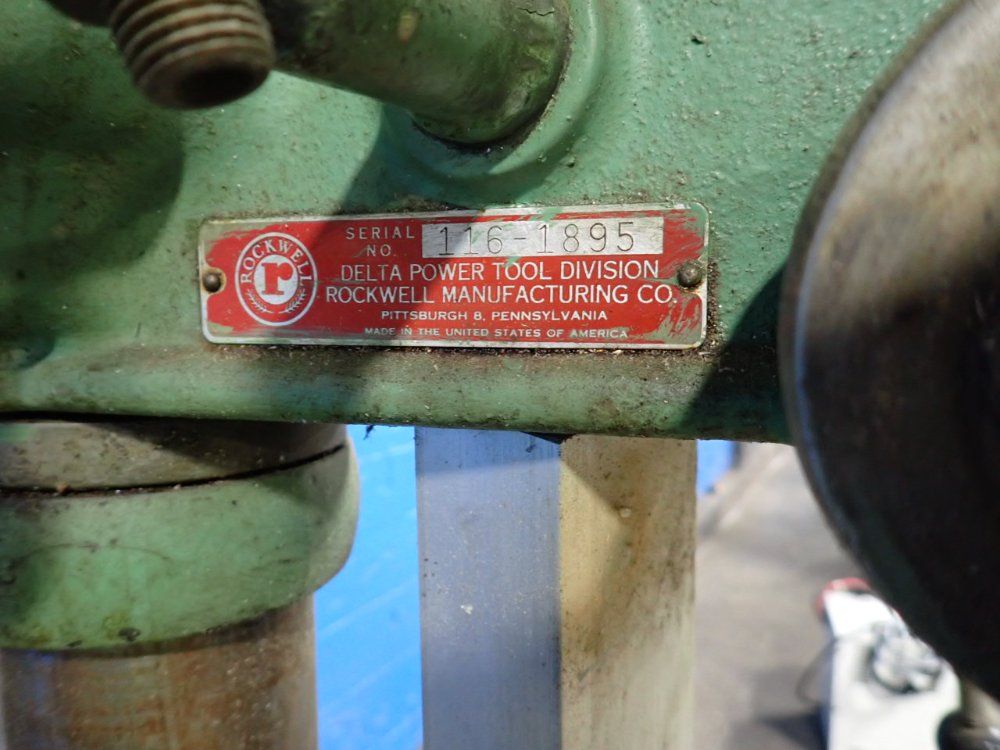 ROCKWELL
r
SERIAL NO. 116-1895
DELTA POWER TOOL DIVISION
ROCKWELL MANUFACTURING CO.
PITTSBURGH 8, PENNSYLVANIA
MADE IN THE UNITED STATES OF AMERICA